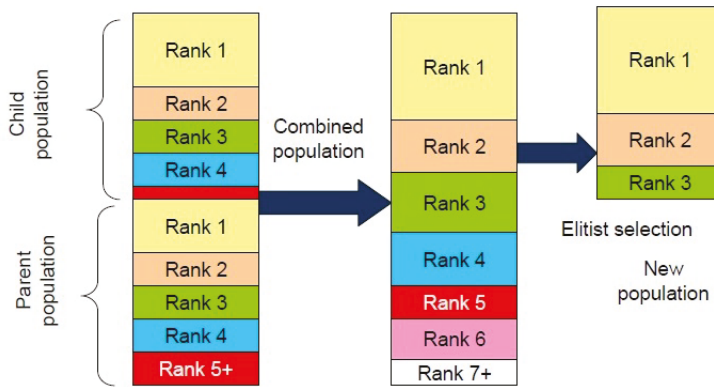 Child
population
Rank 1
Rank 2
Rank 3
Rank 4
Parent
population
Rank 1
Rank 2
Rank 3
Rank 4
Rank 5+
Combined
population
Rank 1
Rank 2
Rank 3
Rank 4
Rank 5
Rank 6
Rank 7+
Rank 1
Rank 2
Rank 3
Elitist selection
New
population